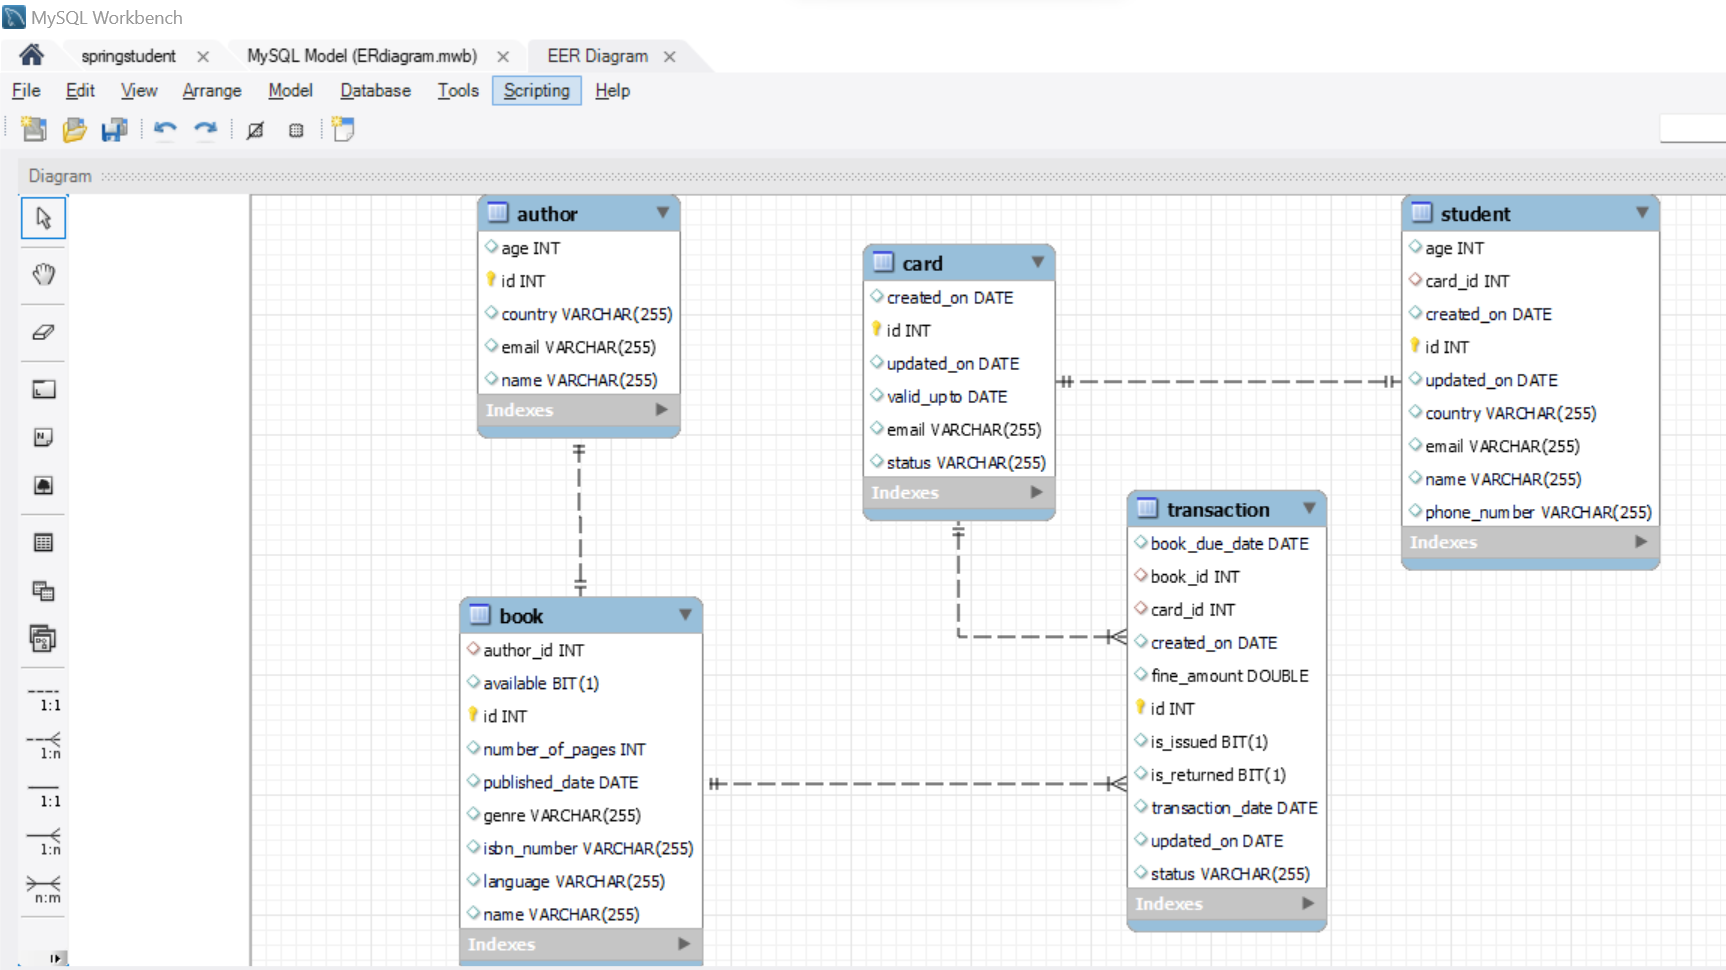 MySQL Workbench
springstudent
MySQL Model (ERdiagram.mwb)
EER Diagram
File Edit View Arrange Model Database Tools Scripting Help
Diagram
author
age INT
id INT
country VARCHAR(255)
email VARCHAR(255)
name VARCHAR(255)
Indexes
card
created_on DATE
id INT
updated_on DATE
valid_upto DATE
email VARCHAR(255)
status VARCHAR(255)
Indexes
student
age INT
card_id INT
created_on DATE
id INT
updated_on DATE
country VARCHAR(255)
email VARCHAR(255)
name VARCHAR(255)
phone_number VARCHAR(255)
Indexes
transaction
book_due_date DATE
book_id INT
card_id INT
created_on DATE
fine_amount DOUBLE
id INT
is_issued BIT(1)
is_returned BIT(1)
transaction_date DATE
updated_on DATE
status VARCHAR(255)
Indexes
book
author_id INT
available BIT(1)
id INT
number_of_pages INT
published_date DATE
genre VARCHAR(255)
isbn_number VARCHAR(255)
language VARCHAR(255)
name VARCHAR(255)
Indexes
N
1:1
1:n
1:1
1:n
n:m